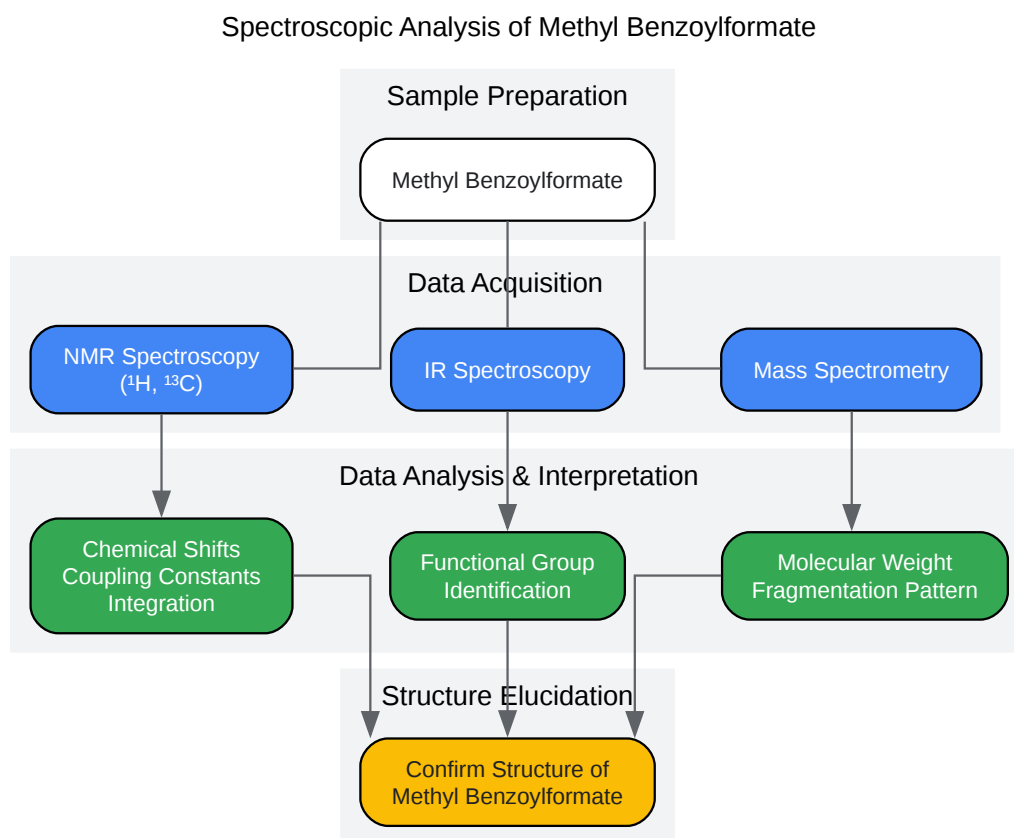 Spectroscopic Analysis of Methyl Benzoylformate
Sample Preparation
Methyl Benzoylformate
Data Acquisition
NMR Spectroscopy
(¹H, ¹³C)
IR Spectroscopy
Mass Spectrometry
Data Analysis & Interpretation
Chemical Shifts
Coupling Constants
Integration
Functional Group
Identification
Molecular Weight
Fragmentation Pattern
Structure Elucidation
Confirm Structure of
Methyl Benzoylformate